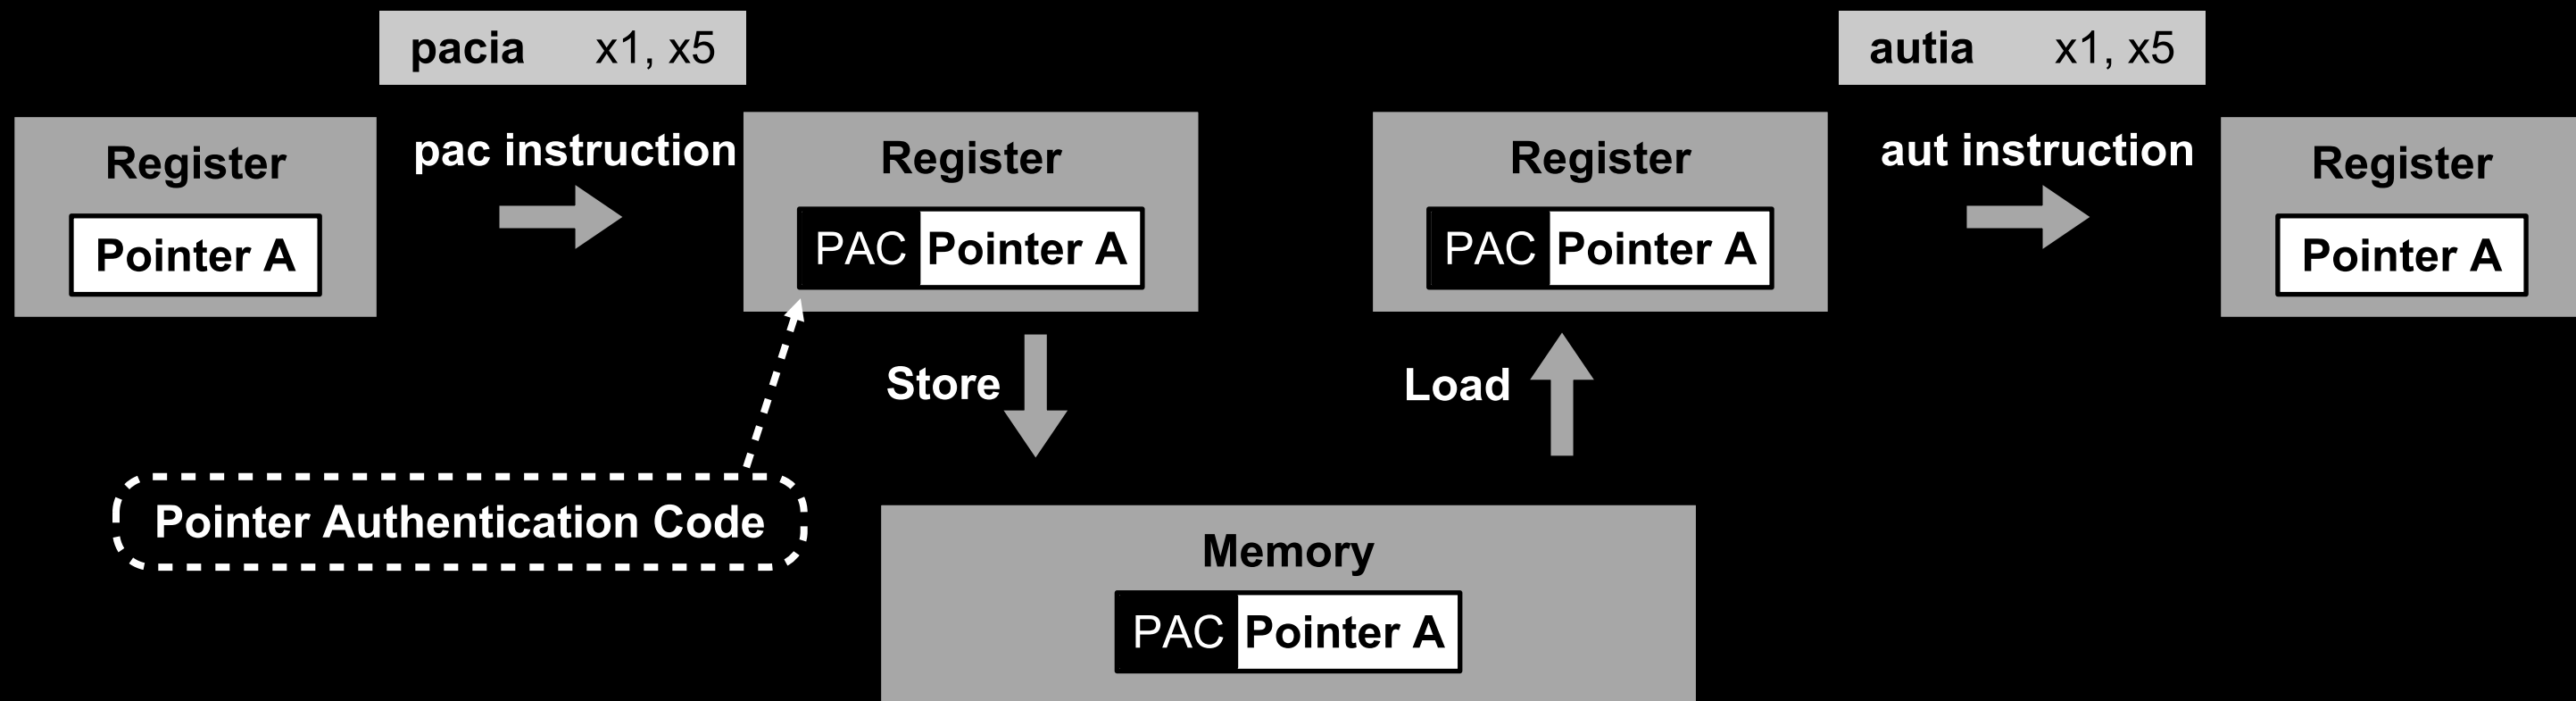 pacia x1, x5
autia x1, x5
Register
pac instruction
Register
Register
aut instruction
Register
Pointer A
PAC Pointer A
PAC Pointer A
Pointer A
Store
Load
Pointer Authentication Code
Memory
PAC Pointer A